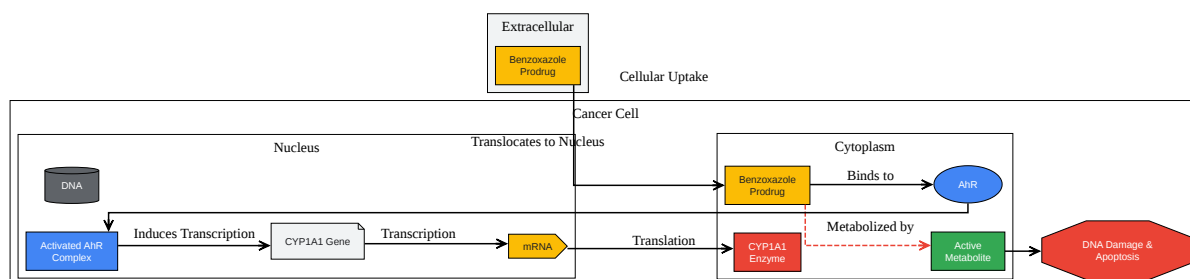 Extracellular
Benzoxazole
Prodrug
Cellular Uptake
Cancer Cell
Translocates to Nucleus
Nucleus
Cytoplasm
DNA
Benzoxazole
Prodrug
Binds to
AhR
Activated AhR
Complex
Induces Transcription
CYP1A1 Gene
Transcription
mRNA
Translation
CYP1A1
Enzyme
Metabolized by
Active
Metabolite
DNA Damage &
Apoptosis